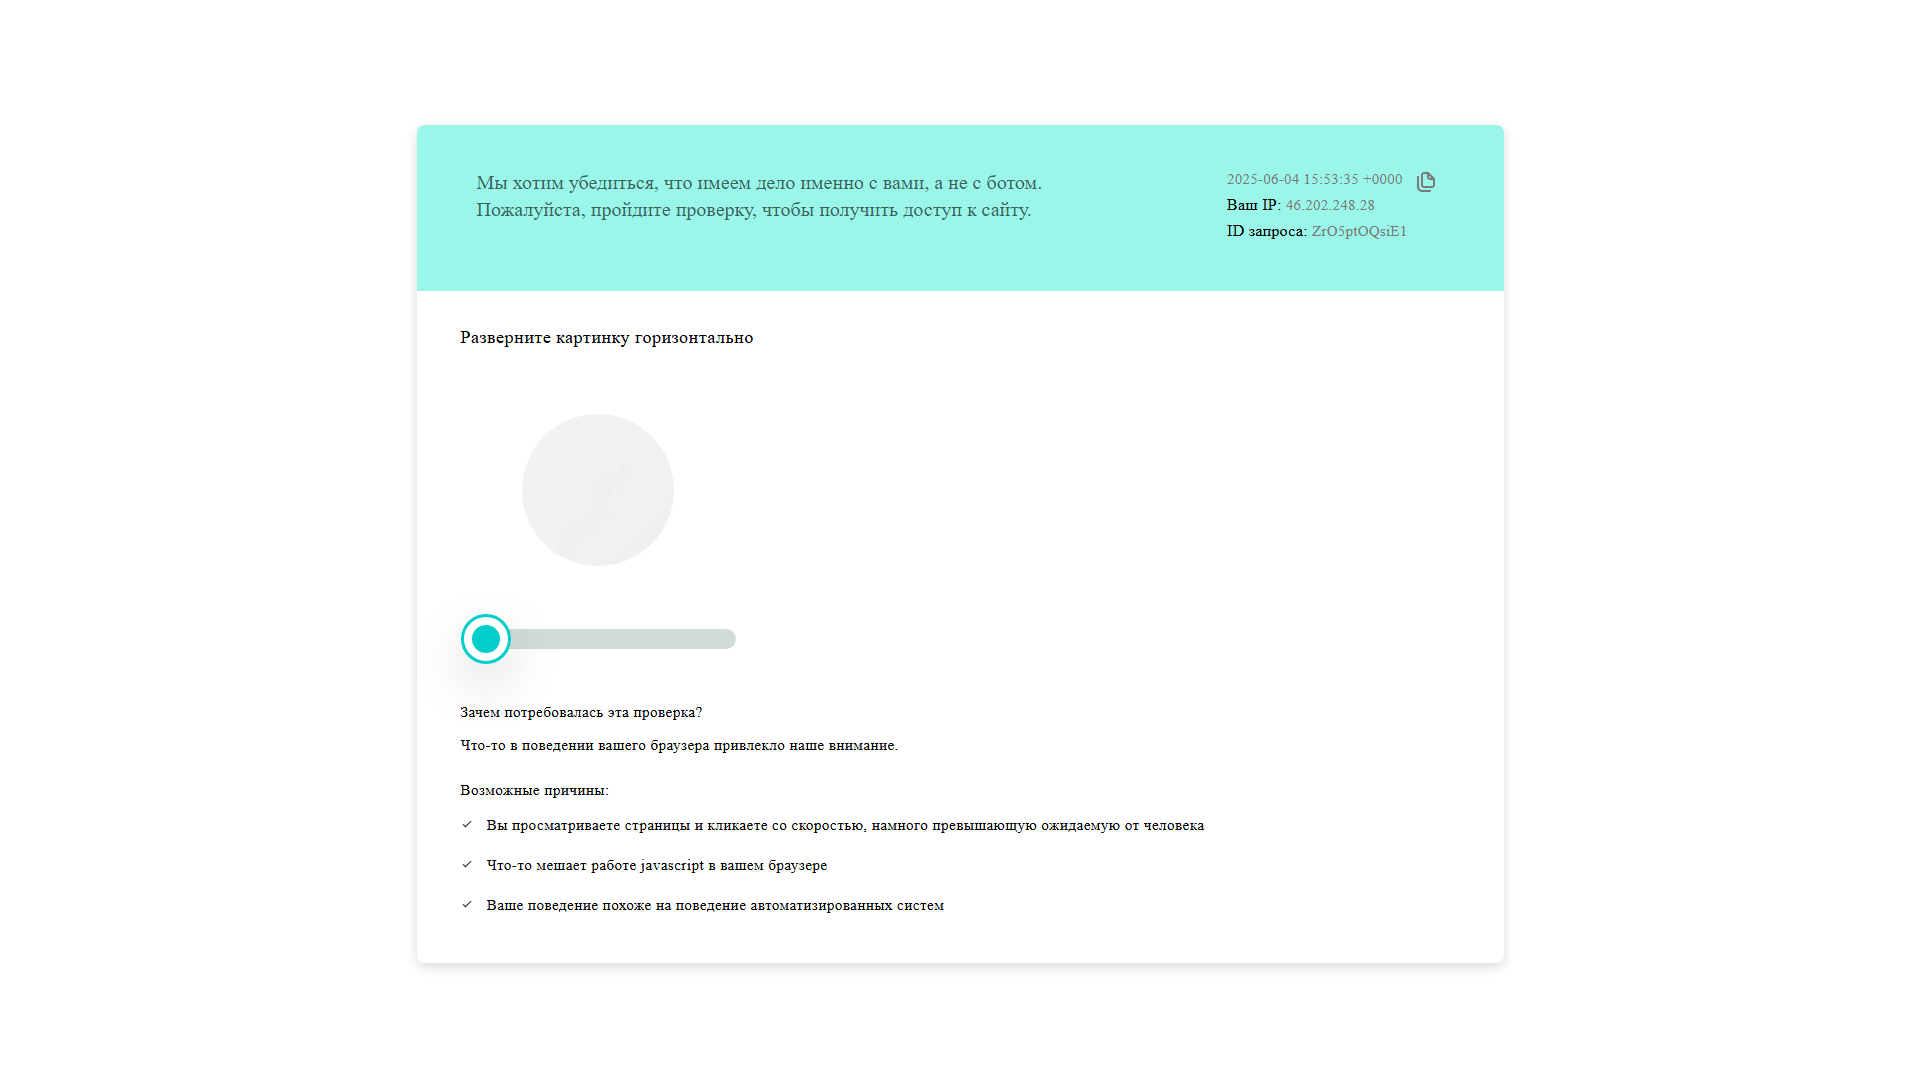 Мы хотим убедиться, что имеем дело именно с вами, а не с ботом.
Пожалуйста, пройдите проверку, чтобы получить доступ к сайту.
2025-06-04 15:53:35 +0000
Ваш IP: 46.202.248.28
ID запроса: ZrO5ptOQsiE1
Разверните картинку горизонтально
Зачем потребовалась эта проверка?
Что-то в поведении вашего браузера привлекло наше внимание.
Возможные причины:
Вы просматриваете страницы и кликаете со скоростью, намного превышающую ожидаемую от человека
Что-то мешает работе javascript в вашем браузере
Ваше поведение похоже на поведение автоматизированных систем